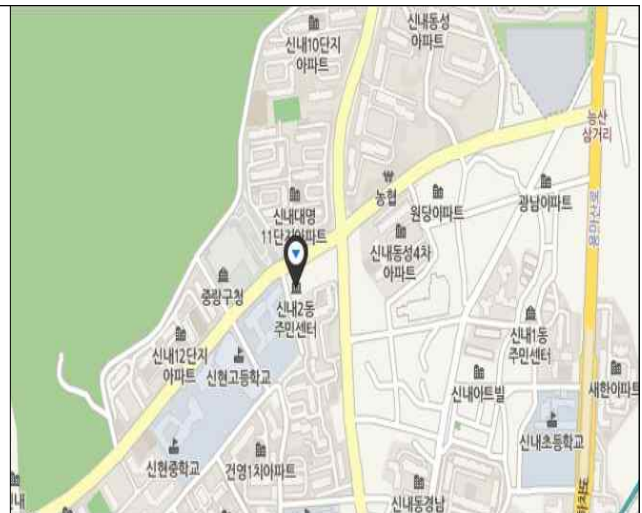 신내10단지
아파트
신내동성
아파트
능산
삼거리
농협
원당아파트
광남아파트
용마산로
신내대명
11단지아파트
신내동성4차
아파트
중랑구청
신내2동
주민센터
신내1동
주민센터
신내12단지
아파트
신현고등학교
신내아트빌
새한아파트
신내초등학교
신현중학교
건영1차아파트
신내동경남